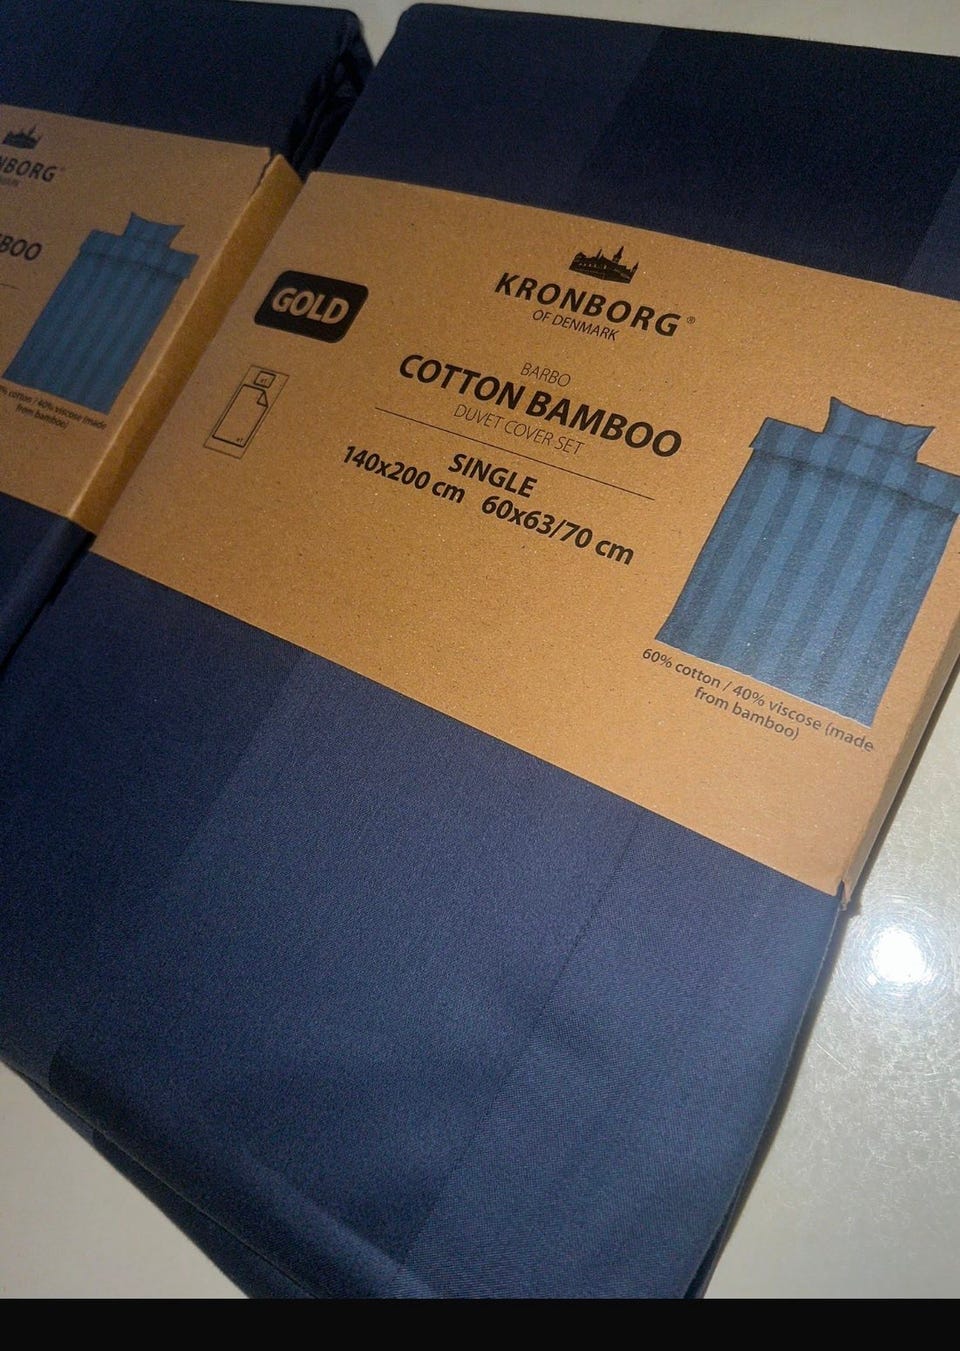 NBORG®
BOO
% cotton / 40% viscose (made
from bamboo)
GOLD
KRONBORG®
OF DENMARK
BARBO
COTTON BAMBOO
DUVET COVER SET
SINGLE
140x200 cm 60x63/70 cm
60% cotton / 40% viscose (made
from bamboo)